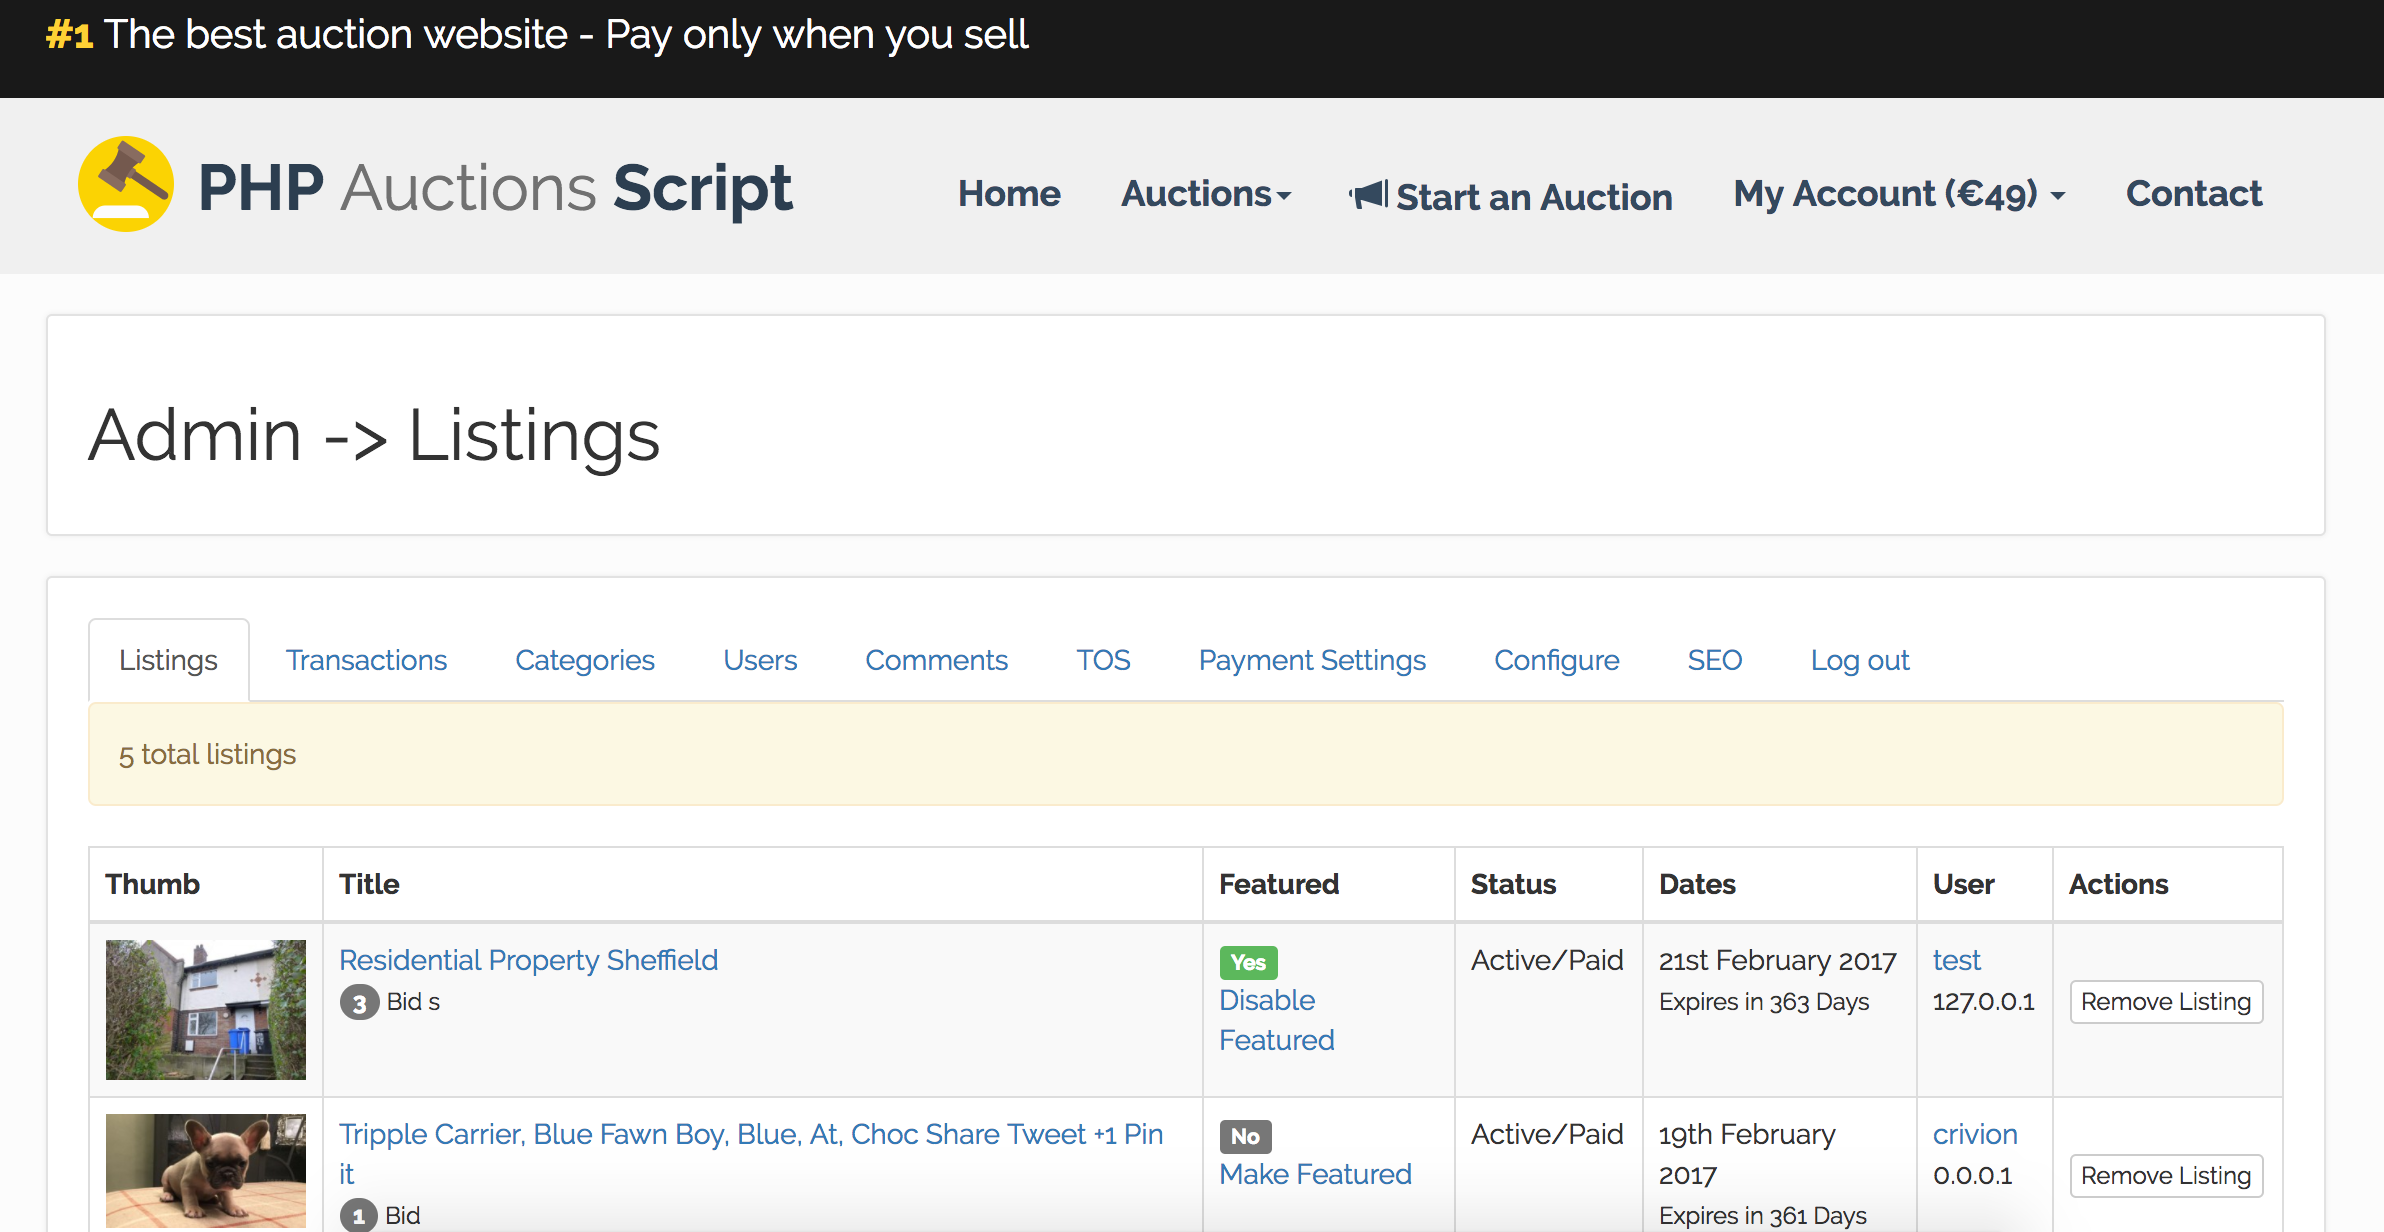 #1 The best auction website - Pay only when you sell
PHP Auctions Script
Home Auctions Start an Auction My Account (€49) Contact
Admin -> Listings
Listings Transactions Categories Users Comments TOS Payment Settings Configure SEO Log out
5 total listings
Thumb Title Featured Status Dates User Actions
Residential Property Sheffield Yes Active/Paid 21st February 2017 test
3 Bid s Disable Expires in 363 Days 127.0.0.1 Remove Listing
Featured
Tripple Carrier, Blue Fawn Boy, Blue, At, Choc Share Tweet +1 Pin No Active/Paid 19th February crivion
it Make Featured 2017 0.0.0.1 Remove Listing
1 Bid Expires in 361 Days